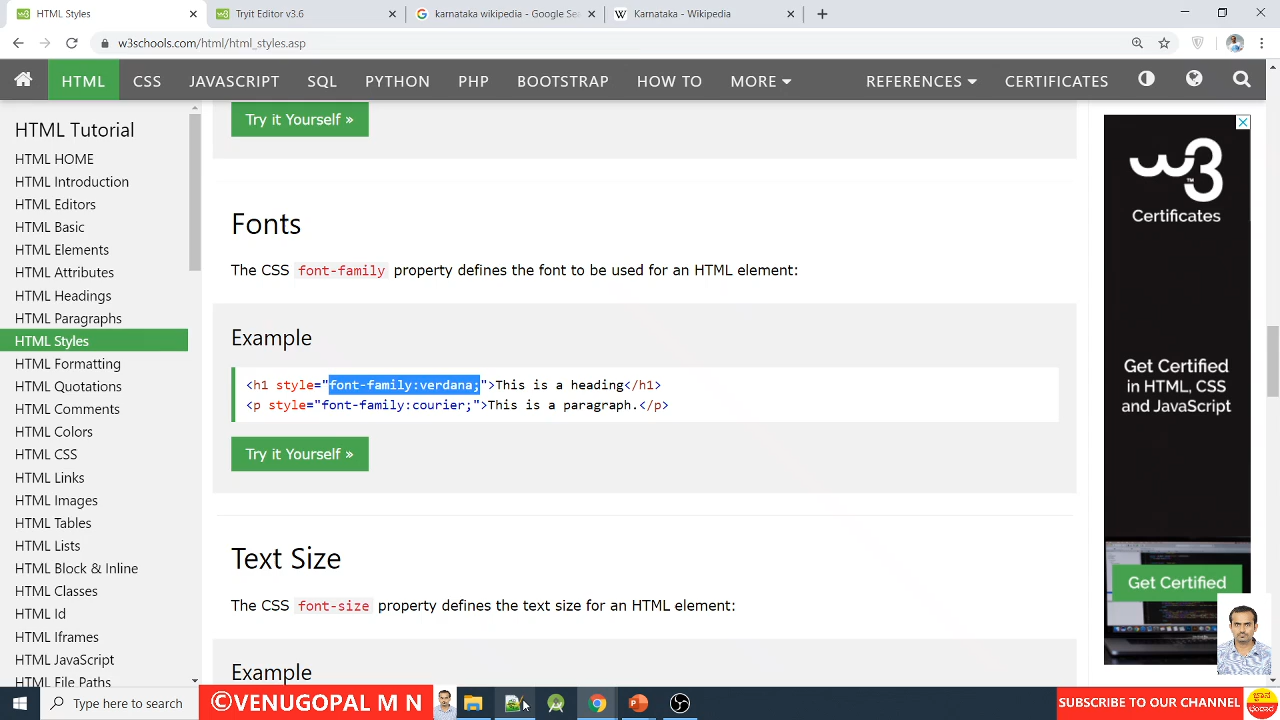 HTML Styles
Tryit Editor v3.6
karnataka wikipedia - Google Se
Karnataka - Wikipedia
w3schools.com/html/html_styles.asp
HTML
CSS
JAVASCRIPT
SQL
PYTHON
PHP
BOOTSTRAP
HOW TO
MORE
REFERENCES
CERTIFICATES
HTML Tutorial
HTML HOME
HTML Introduction
HTML Editors
HTML Basic
HTML Elements
HTML Attributes
HTML Headings
HTML Paragraphs
HTML Styles
HTML Formatting
HTML Quotations
HTML Comments
HTML Colors
HTML CSS
HTML Links
HTML Images
HTML Tables
HTML Lists
HTML Block & Inline
HTML Classes
HTML Id
HTML Iframes
HTML JavaScript
HTML File Paths
Try it Yourself »
Fonts
The CSS font-family property defines the font to be used for an HTML element:
Example
<h1 style="font-family:verdana;">This is a heading</h1>
<p style="font-family:courier;">This is a paragraph.</p>
Try it Yourself »
Text Size
The CSS font-size property defines the text size for an HTML element:
Example
w3
TM
Certificates
Get Certified
in HTML, CSS
and JavaScript
Get Certified
Type here to search
©VENUGOPAL M N
SUBSCRIBE TO OUR CHANNEL
ಜ್ಞಾನ